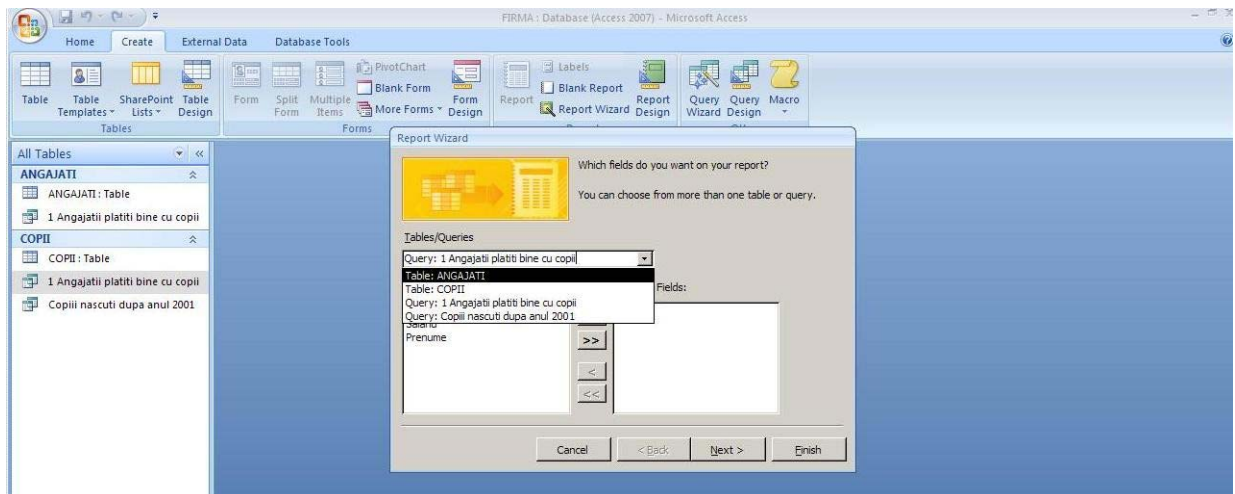 FIRMA : Database (Access 2007) - Microsoft Access
Home Create External Data Database Tools
Table
Table Templates
SharePoint Lists
Table Design
Tables
Form
Split Form
Multiple Items
PivotChart
Blank Form
More Forms
Form Design
Forms
Report
Labels
Blank Report
Report Wizard
Report Design
Query Wizard
Query Design
Macro
All Tables
ANGAJATI
ANGAJATI : Table
1 Angajatii platiti bine cu copii
COPII
COPII : Table
1 Angajatii platiti bine cu copii
Copiii nascuti dupa anul 2001
Report Wizard
Which fields do you want on your report?
You can choose from more than one table or query.
Tables/Queries
Query: 1 Angajatii platiti bine cu copii
Table: ANGAJATI
Table: COPII
Query: 1 Angajatii platiti bine cu copii
Query: Copiii nascuti dupa anul 2001
Fields:
Prenume
>>
<
<<
Cancel
< Back
Next >
Finish